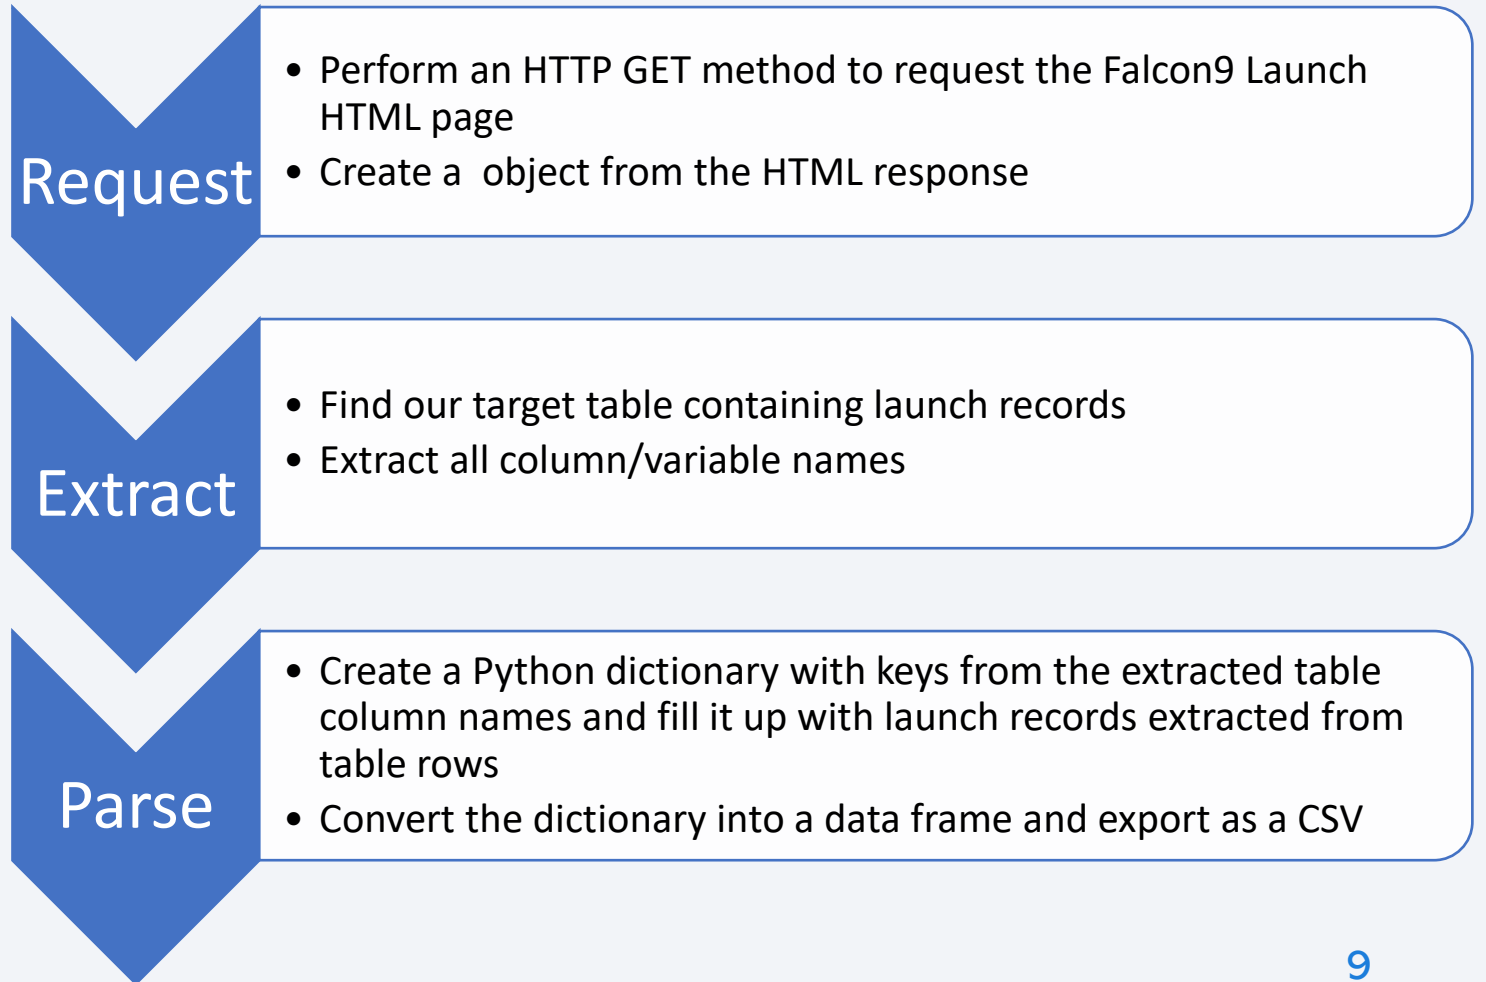 Request
• Perform an HTTP GET method to request the Falcon9 Launch
HTML page
• Create a  object from the HTML response
Extract
• Find our target table containing launch records
• Extract all column/variable names
Parse
• Create a Python dictionary with keys from the extracted table
column names and fill it up with launch records extracted from
table rows
• Convert the dictionary into a data frame and export as a CSV
9